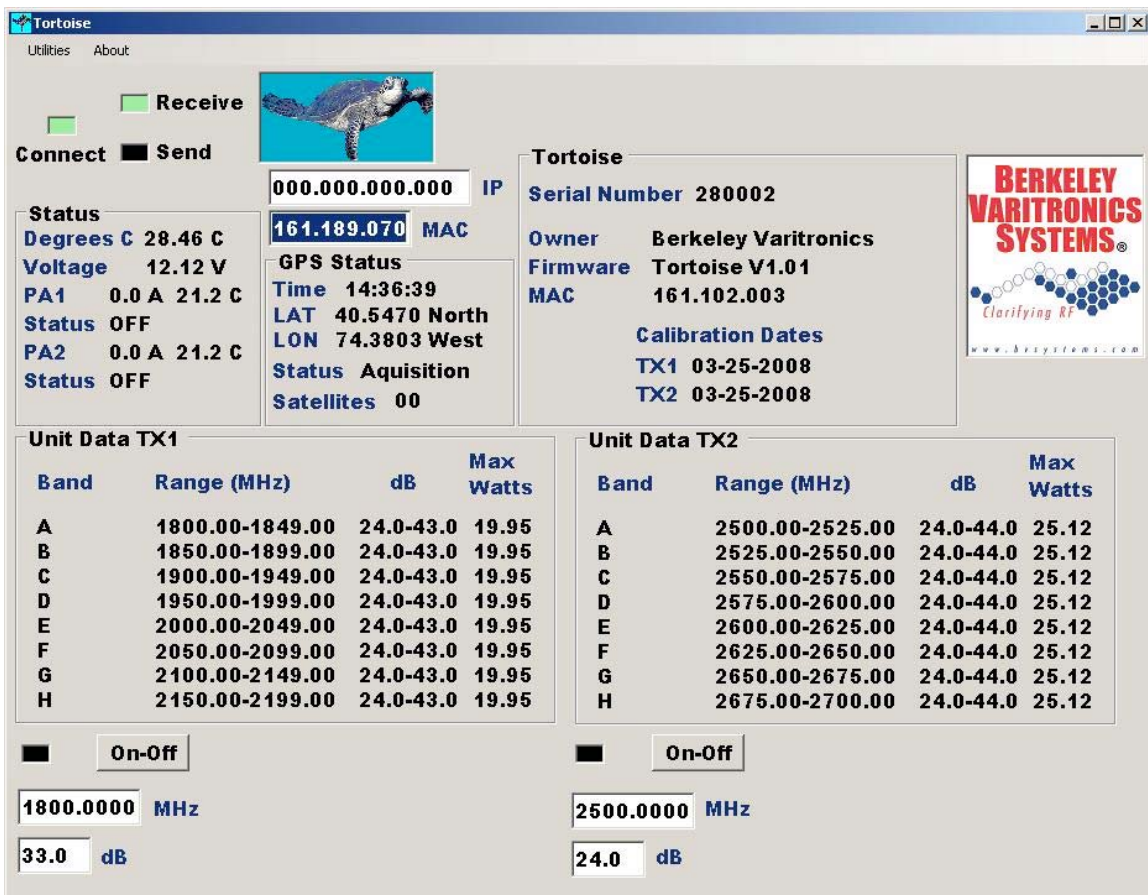 Tortoise
Utilities About
Receive
Connect
Send
000.000.000.000 IP
161.189.070 MAC
Status
Degrees C 28.46 C
Voltage 12.12 V
PA1 0.0 A 21.2 C
Status OFF
PA2 0.0 A 21.2 C
Status OFF
GPS Status
Time 14:36:39
LAT 40.5470 North
LON 74.3803 West
Status Aquisition
Satellites 00
Tortoise
Serial Number 280002
Owner Berkeley Varitronics
Firmware Tortoise V1.01
MAC 161.102.003
Calibration Dates
TX1 03-25-2008
TX2 03-25-2008
BERKELEY
VARITRONICS
SYSTEMS®
Clarifying RF
www.bvsystems.com
Unit Data TX1
Band Range (MHz) dB Max Watts
A 1800.00-1849.00 24.0-43.0 19.95
B 1850.00-1899.00 24.0-43.0 19.95
C 1900.00-1949.00 24.0-43.0 19.95
D 1950.00-1999.00 24.0-43.0 19.95
E 2000.00-2049.00 24.0-43.0 19.95
F 2050.00-2099.00 24.0-43.0 19.95
G 2100.00-2149.00 24.0-43.0 19.95
H 2150.00-2199.00 24.0-43.0 19.95
On-Off
1800.0000 MHz
33.0 dB
Unit Data TX2
Band Range (MHz) dB Max Watts
A 2500.00-2525.00 24.0-44.0 25.12
B 2525.00-2550.00 24.0-44.0 25.12
C 2550.00-2575.00 24.0-44.0 25.12
D 2575.00-2600.00 24.0-44.0 25.12
E 2600.00-2625.00 24.0-44.0 25.12
F 2625.00-2650.00 24.0-44.0 25.12
G 2650.00-2675.00 24.0-44.0 25.12
H 2675.00-2700.00 24.0-44.0 25.12
On-Off
2500.0000 MHz
24.0 dB